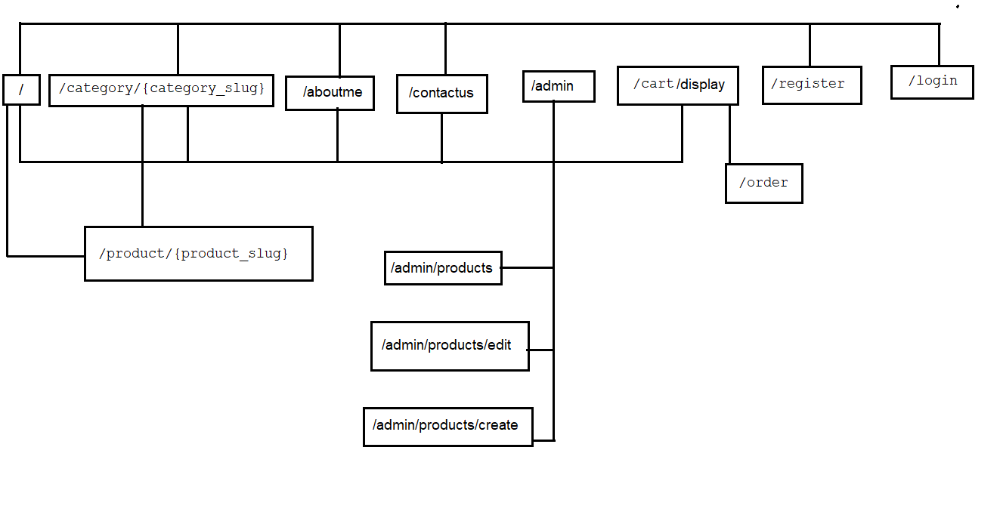 /
/category/{category_slug}
/aboutme
/contactus
/admin
/cart/display
/register
/login
/order
/product/{product_slug}
/admin/products
/admin/products/edit
/admin/products/create